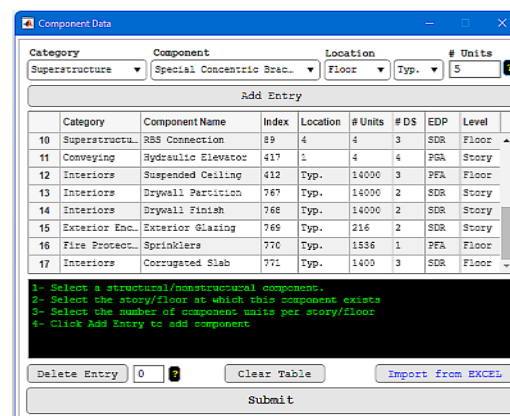 Component Data
Category Component Location # Units
Superstructure Special Concentric Brac… Floor Typ. 5 ?
Add Entry
Category Component Name Index Location # Units # DS EDP Level
10 Superstructu… RBS Connection 89 4 4 3 SDR Floor
11 Conveying Hydraulic Elevator 417 1 4 4 PGA Story
12 Interiors Suspended Ceiling 412 Typ. 14000 3 PFA Floor
13 Interiors Drywall Partition 767 Typ. 14000 2 SDR Story
14 Interiors Drywall Finish 768 Typ. 14000 2 SDR Story
15 Exterior Enc… Exterior Glazing 769 Typ. 216 2 SDR Story
16 Fire Protect… Sprinklers 770 Typ. 1536 1 PFA Floor
17 Interiors Corrugated Slab 771 Typ. 1400 3 SDR Floor
1- Select a structural/nonstructural component.
2- Select the story/floor at which this component exists
3- Select the number of component units per story/floor
4- Click Add Entry to add component
Delete Entry 0 ? Clear Table Import from EXCEL
Submit